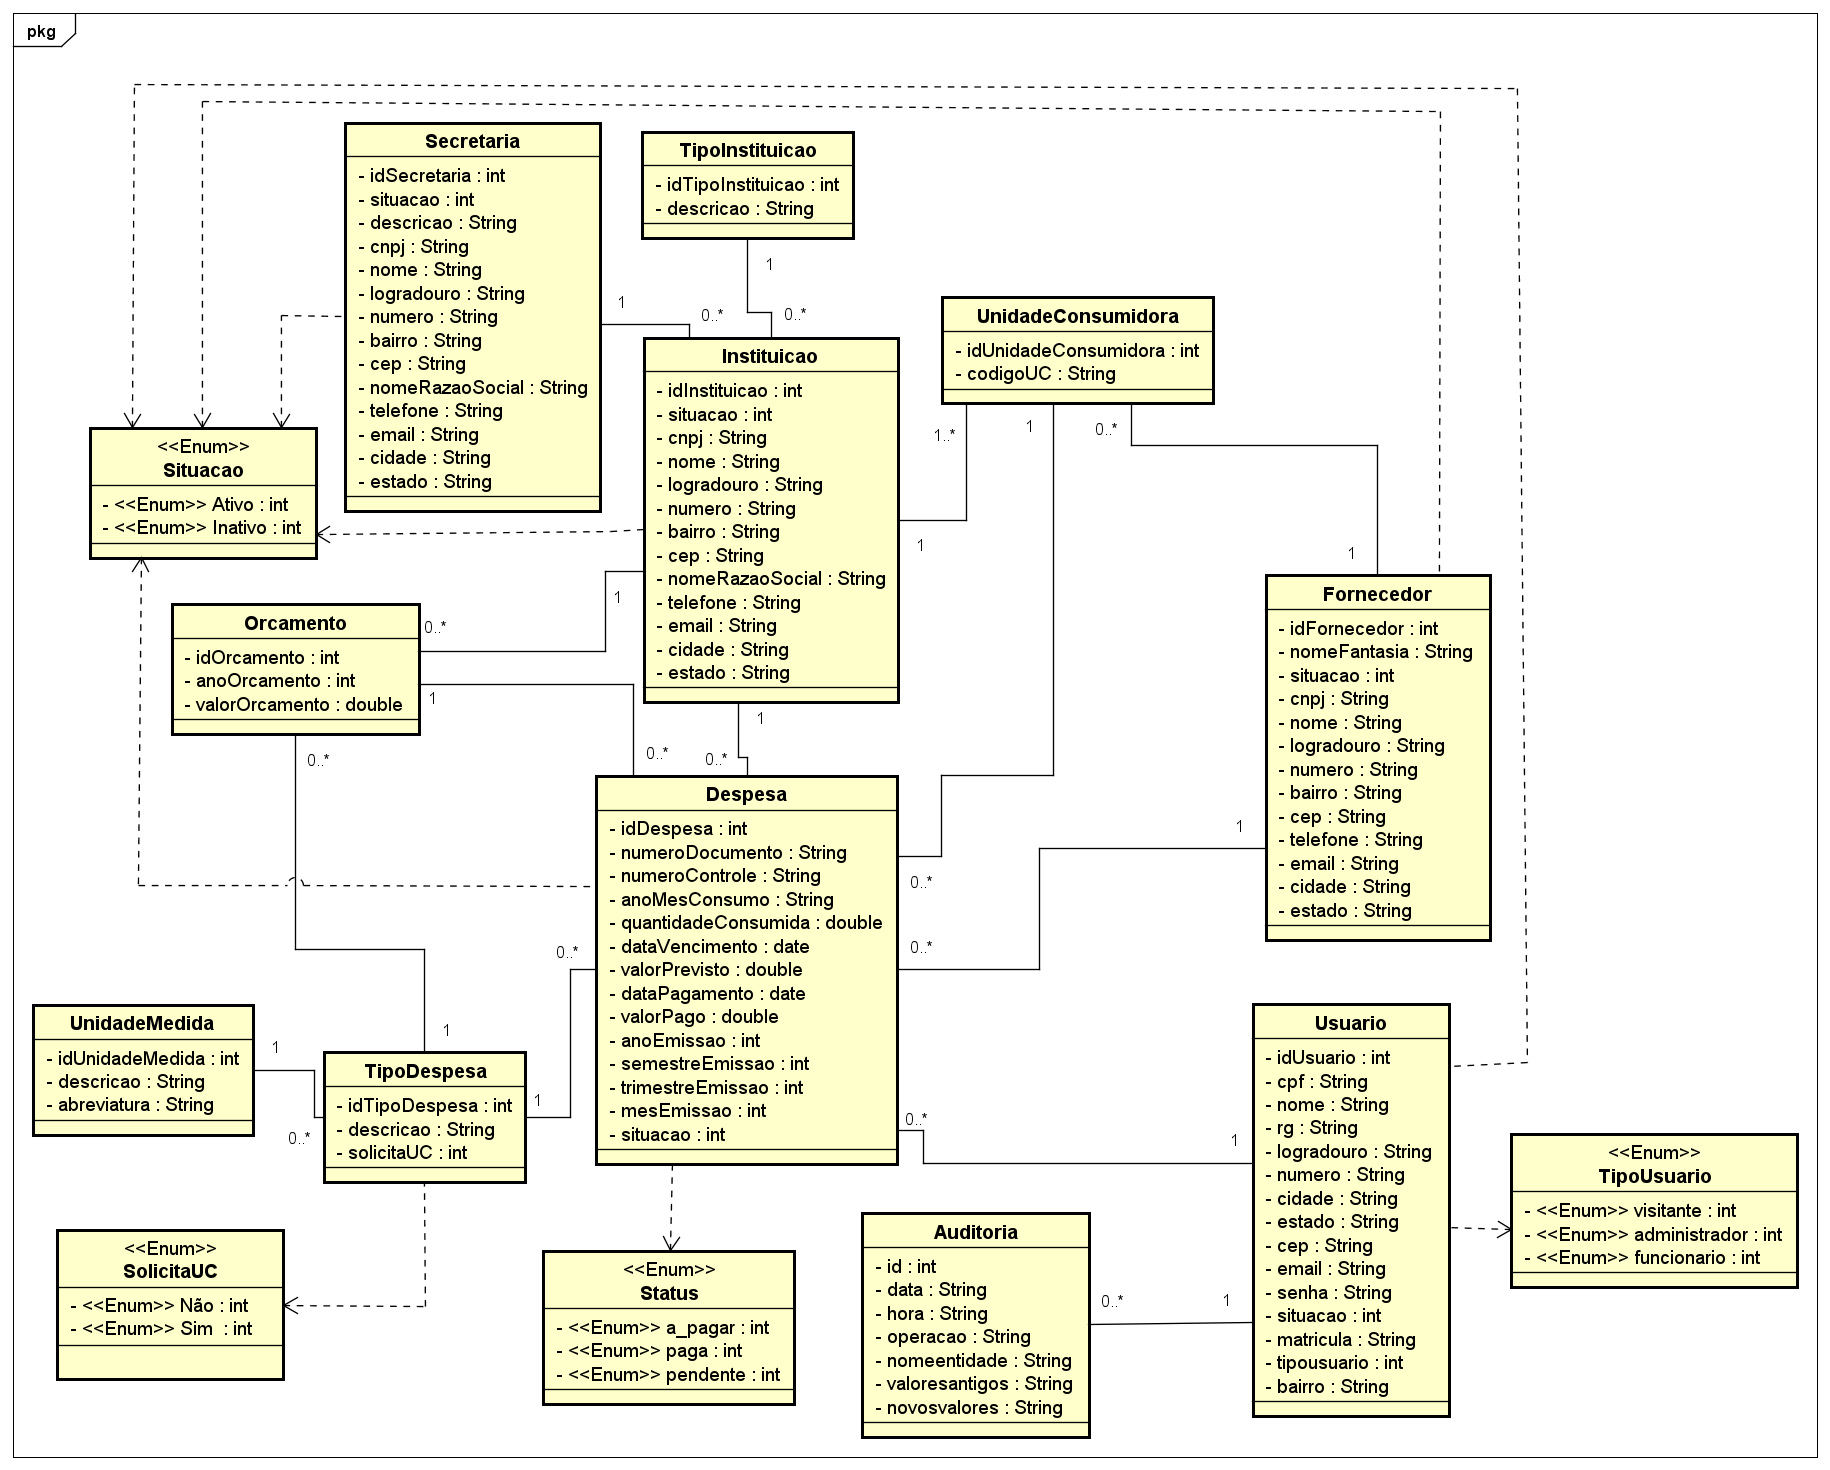 pkg
Secretaria
- idSecretaria : int
- situacao : int
- descricao : String
- cnpj : String
- nome : String
- logradouro : String
- numero : String
- bairro : String
- cep : String
- nomeRazaoSocial : String
- telefone : String
- email : String
- cidade : String
- estado : String
TipoInstituicao
- idTipoInstituicao : int
- descricao : String
1
0..*
1
0..*
UnidadeConsumidora
- idUnidadeConsumidora : int
- codigoUC : String
1..*
1
0..*
Instituicao
- idInstituicao : int
- situacao : int
- cnpj : String
- nome : String
- logradouro : String
- numero : String
- bairro : String
- cep : String
- nomeRazaoSocial : String
- telefone : String
- email : String
- cidade : String
- estado : String
1
1
1
0..*
<<Enum>>
Situacao
- <<Enum>> Ativo : int
- <<Enum>> Inativo : int
Orcamento
- idOrcamento : int
- anoOrcamento : int
- valorOrcamento : double
0..*
1
0..*
0..*
1
Fornecedor
- idFornecedor : int
- nomeFantasia : String
- situacao : int
- cnpj : String
- nome : String
- logradouro : String
- numero : String
- bairro : String
- cep : String
- telefone : String
- email : String
- cidade : String
- estado : String
1
Despesa
- idDespesa : int
- numeroDocumento : String
- numeroControle : String
- anoMesConsumo : String
- quantidadeConsumida : double
- dataVencimento : date
- valorPrevisto : double
- dataPagamento : date
- valorPago : double
- anoEmissao : int
- semestreEmissao : int
- trimestreEmissao : int
- mesEmissao : int
- situacao : int
0..*
0..*
0..*
0..*
1
UnidadeMedida
- idUnidadeMedida : int
- descricao : String
- abreviatura : String
1
0..*
1
TipoDespesa
- idTipoDespesa : int
- descricao : String
- solicitaUC : int
1
<<Enum>>
SolicitaUC
- <<Enum>> Não : int
- <<Enum>> Sim : int
<<Enum>>
Status
- <<Enum>> a_pagar : int
- <<Enum>> paga : int
- <<Enum>> pendente : int
Auditoria
- id : int
- data : String
- hora : String
- operacao : String
- nomeentidade : String
- valoresantigos : String
- novosvalores : String
0..*
1
Usuario
- idUsuario : int
- cpf : String
- nome : String
- rg : String
- logradouro : String
- numero : String
- cidade : String
- estado : String
- cep : String
- email : String
- senha : String
- situacao : int
- matricula : String
- tipousuario : int
- bairro : String
<<Enum>>
TipoUsuario
- <<Enum>> visitante : int
- <<Enum>> administrador : int
- <<Enum>> funcionario : int